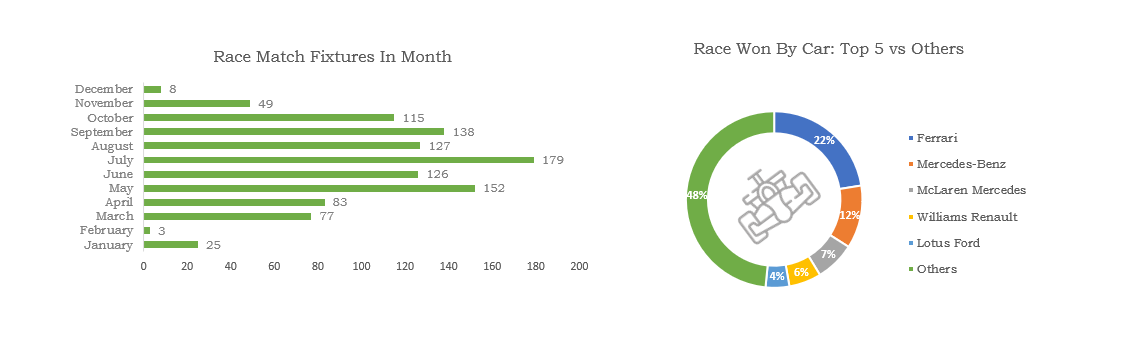 Race Match Fixtures In Month
December 8
November 49
October 115
September 138
August 127
July 179
June 126
May 152
April 83
March 77
February 3
January 25
0 20 40 60 80 100 120 140 160 180 200
Race Won By Car: Top 5 vs Others
22%
12%
7%
6%
4%
48%
Ferrari
Mercedes-Benz
McLaren Mercedes
Williams Renault
Lotus Ford
Others